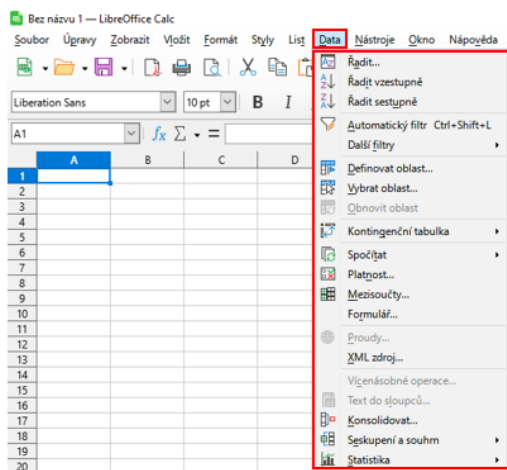 Bez názvu 1 — LibreOffice Calc
Soubor Úpravy Zobrazit Vložit Formát Styly List Data Nástroje Okno Nápověda
Liberation Sans 10 pt B I
A1 fx Σ =
A B C D
1
2
3
4
5
6
7
8
9
10
11
12
13
14
15
16
17
18
19
20
Řadit...
Řadit vzestupně
Řadit sestupně
Automatický filtr Ctrl+Shift+L
Další filtry
Definovat oblast...
Vybrat oblast...
Obnovit oblast
Kontingenční tabulka
Spočítat
Platnost...
Mezisoučty...
Formulář...
Proudy...
XML zdroj...
Vícenásobné operace...
Text do sloupců...
Konsolidovat...
Seskupení a souhrn
Statistika